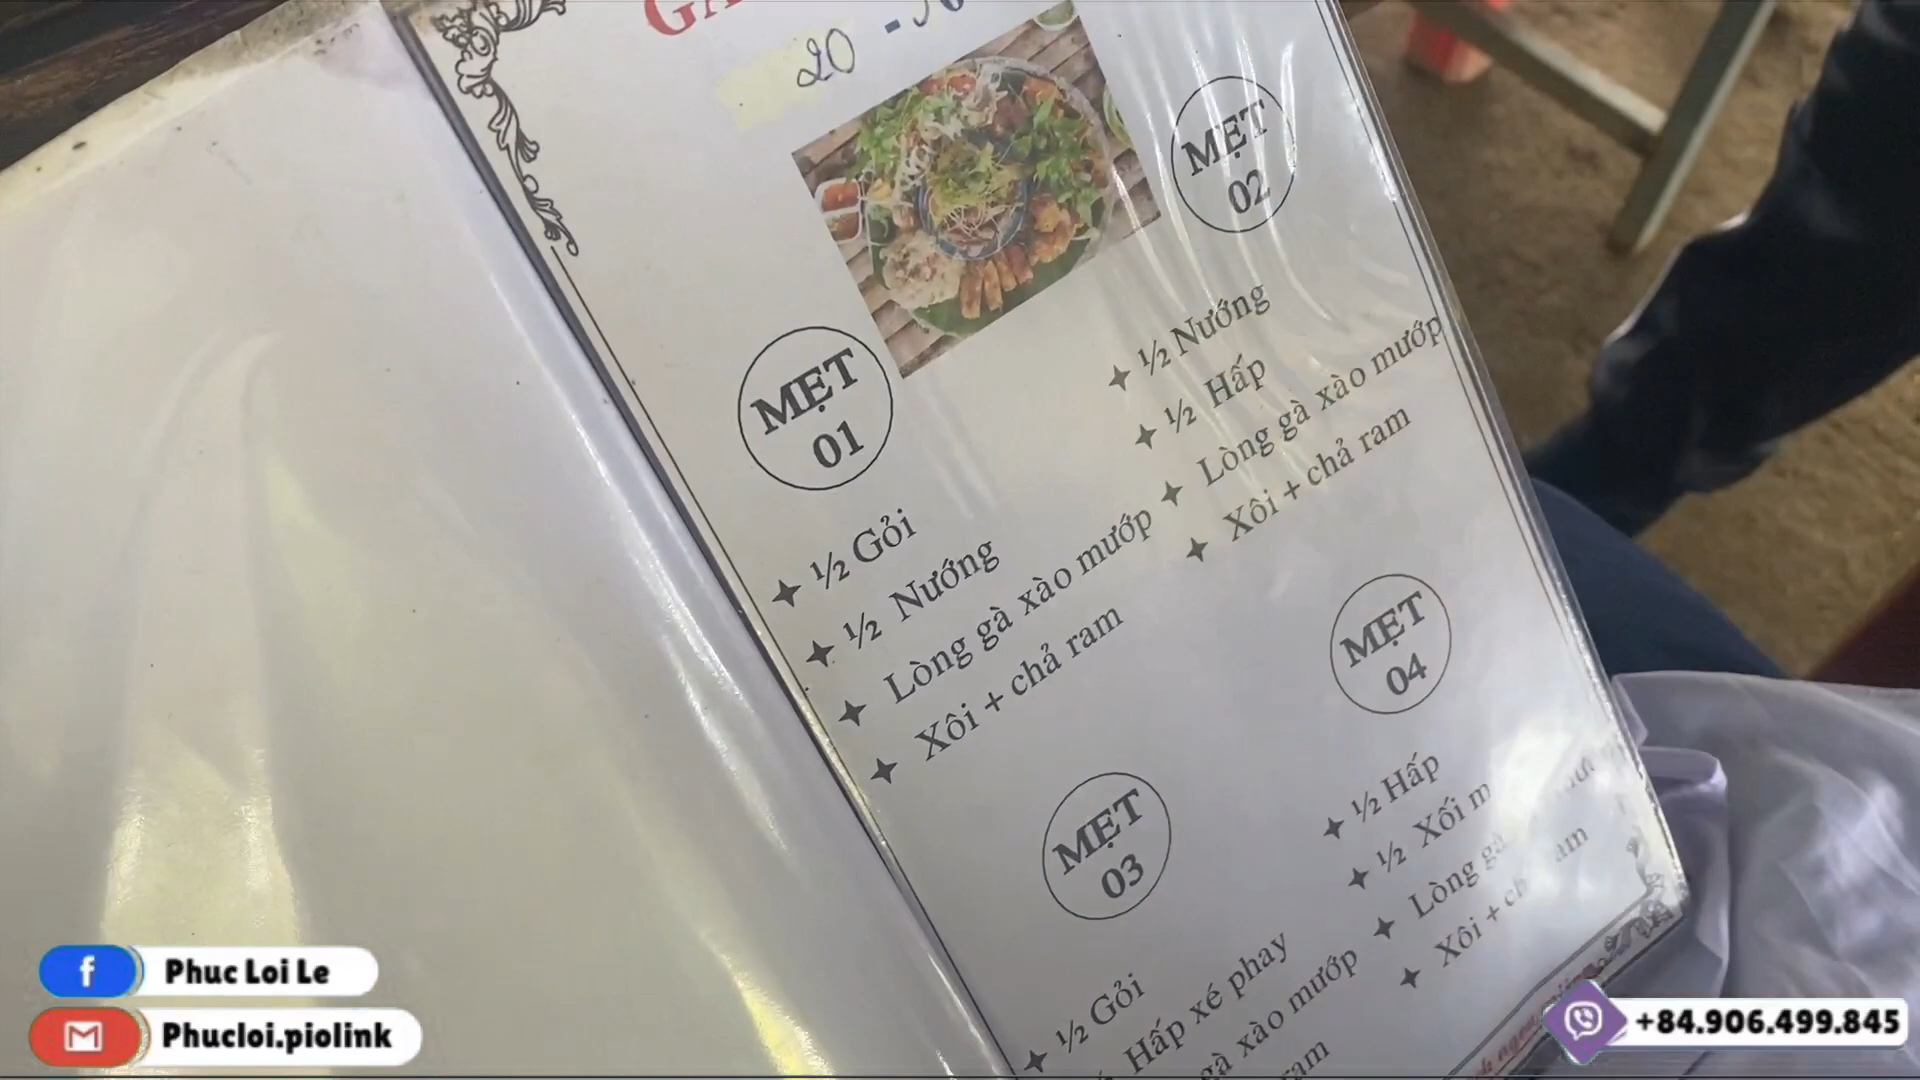 20
MẸT
02
½ Nướng
½ Hấp
Lòng gà xào mướp
Xôi + chả ram
MẸT
01
½ Gỏi
½ Nướng
Lòng gà xào mướp
Xôi + chả ram
MẸT
04
½ Hấp
½ Xối
Lòng gà
Xôi +
MẸT
03
½ Gỏi
Hấp xé phay
gà xào mướp
Phuc Loi Le
Phucloi.piolink
+84.906.499.845